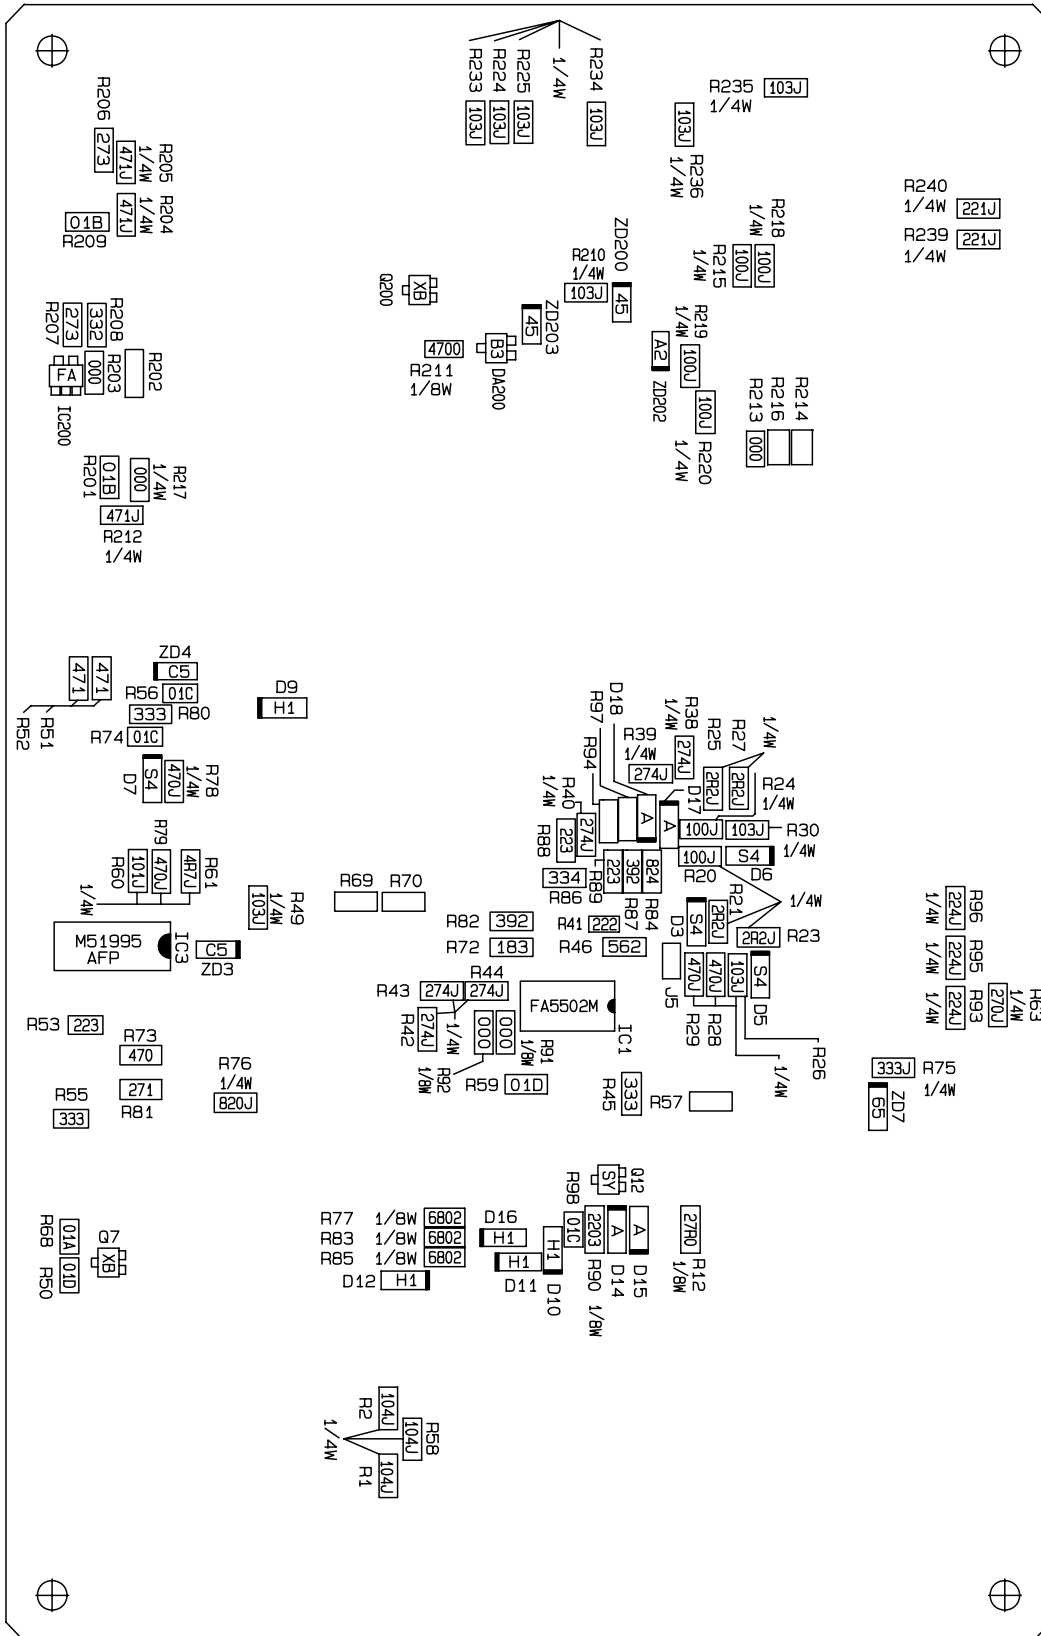 R233
R224
R225
1/4W
R234
103J
103J
103J
103J
R235
1/4W
103J
103J
R236
1/4W
R206
273
471J
1/4W
R205
471J
1/4W
R204
01B
R209
R240
1/4W
221J
R239
1/4W
221J
R218
1/4W
100J
100J
R215
1/4W
ZD200
45
R210
1/4W
103J
Q200
XB
ZD203
45
4700
R211
1/8W
B3
DA200
R219
1/4W
100J
A2
ZD202
100J
R220
1/4W
R213
R216
R214
000
R207
273
332
R208
000
R203
R202
FA
IC200
R201
01B
000
1/4W
R217
471J
R212
1/4W
471
471
R52
R51
ZD4
C5
R56
01C
333
R80
R74
01C
D9
H1
D7
S4
470J
1/4W
R78
R79
R60
101J
470J
4R7J
R61
1/4W
103J
1/4W
R49
M51995
AFP
IC3
C5
ZD3
R69
R70
D18
R97
R94
R39
1/4W
274J
R38
1/4W
274J
R25
R27
1/4W
2R2J
2R2J
R24
1/4W
D17
A
A
100J
103J
R30
1/4W
R40
1/4W
274J
R88
223
334
R86
223
392
824
R89
R87
R84
100J
R20
S4
D6
R21
2R2J
1/4W
2R2J
R23
D3
S4
R82
392
R72
183
R41
222
R46
562
J5
470J
470J
103J
S4
D5
R29
R28
1/4W
R26
R96
1/4W
224J
R95
1/4W
224J
R93
1/4W
224J
270J
1/4W
R63
333J
R75
1/4W
65
ZD7
R44
R43
274J
274J
R42
274J
1/4W
000
000
R91
1/8W
R92
1/8W
FA5502M
IC1
R59
01D
R45
333
R57
R53
223
R73
470
R55
333
271
R81
R76
1/4W
820J
R68
01A
R50
01D
Q7
XB
R77
1/8W
6802
R83
1/8W
6802
R85
1/8W
6802
D12
H1
D16
H1
H1
D11
H1
D10
R98
01C
SY
Q12
2203
R90
1/8W
A
D14
A
D15
27R0
R12
1/8W
R2
104J
104J
R58
R1
104J
1/4W